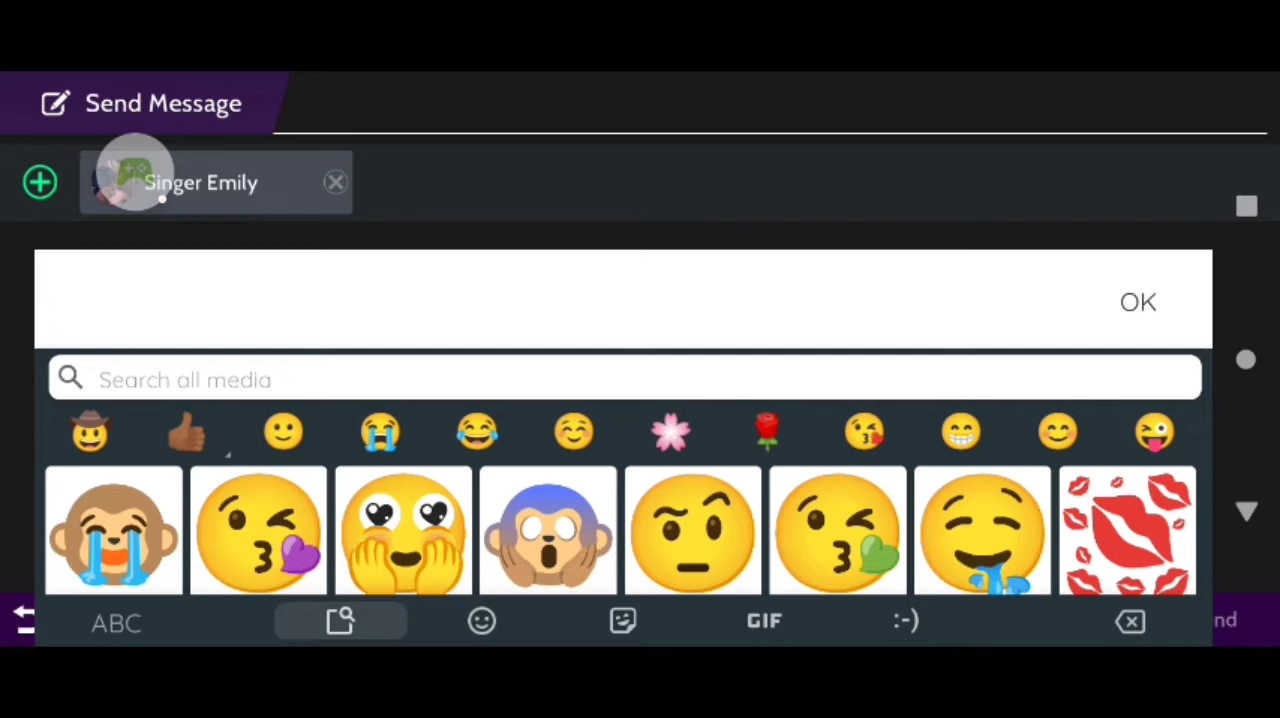 Send Message
Singer Emily
OK
Search all media
ABC
GIF
:-)
nd